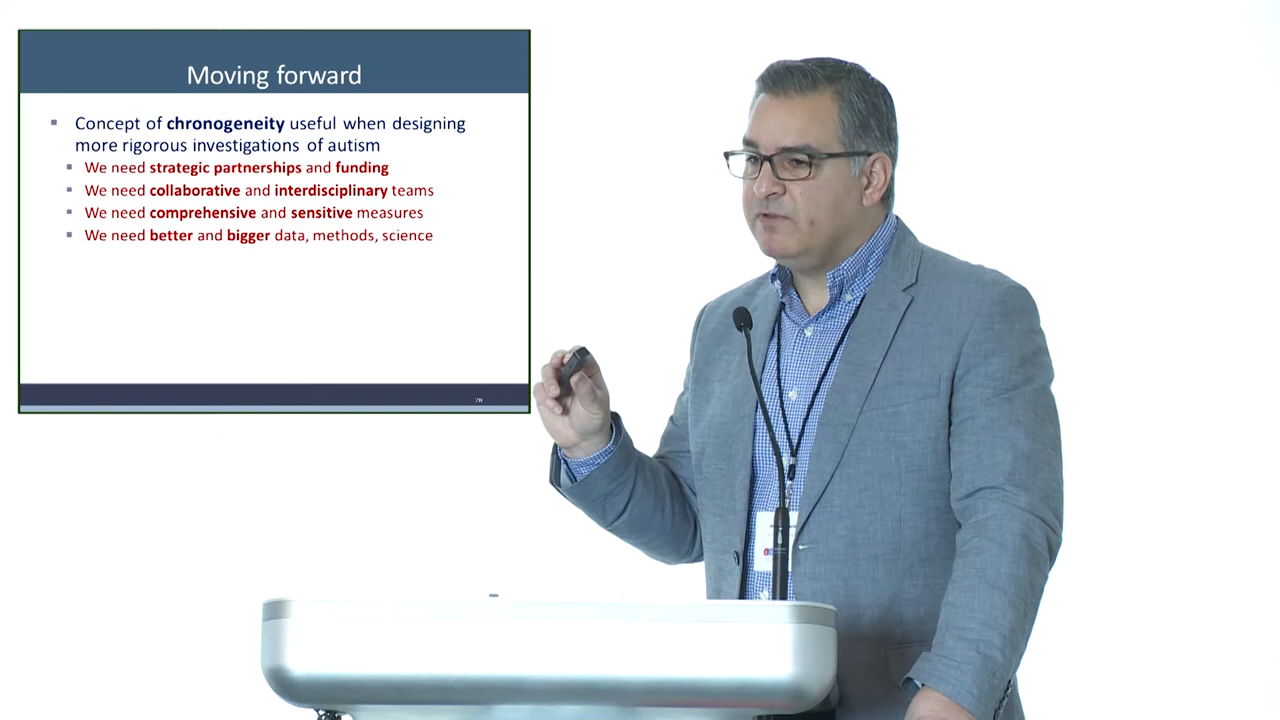 Moving forward
Concept of chronogeneity useful when designing
more rigorous investigations of autism
We need strategic partnerships and funding
We need collaborative and interdisciplinary teams
We need comprehensive and sensitive measures
We need better and bigger data, methods, science